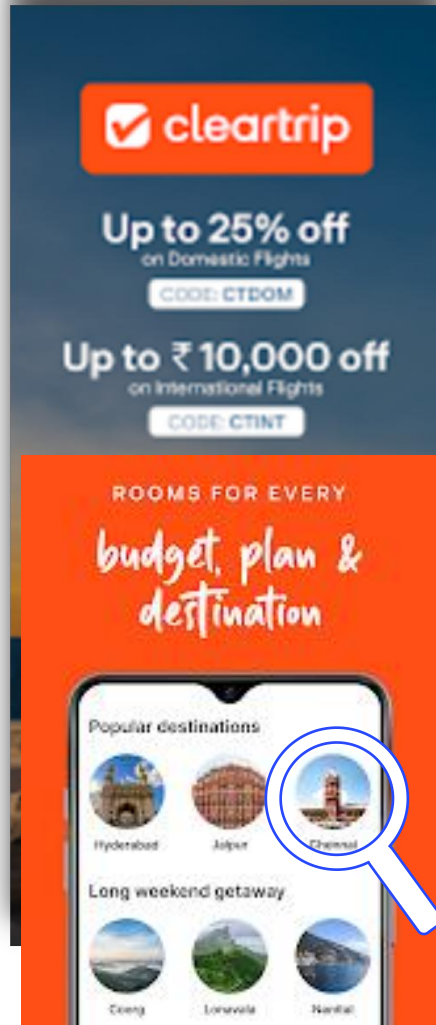 cleartrip
Up to 25% off
on Domestic Flights
CODE: CTDOM
Up to ₹ 10,000 off
on International Flights
CODE: CTINT
ROOMS FOR EVERY
budget, plan &
destination
Popular destinations
Hyderabad Jaipur Chennai
Long weekend getaway
Coorg Lonavala Nanital